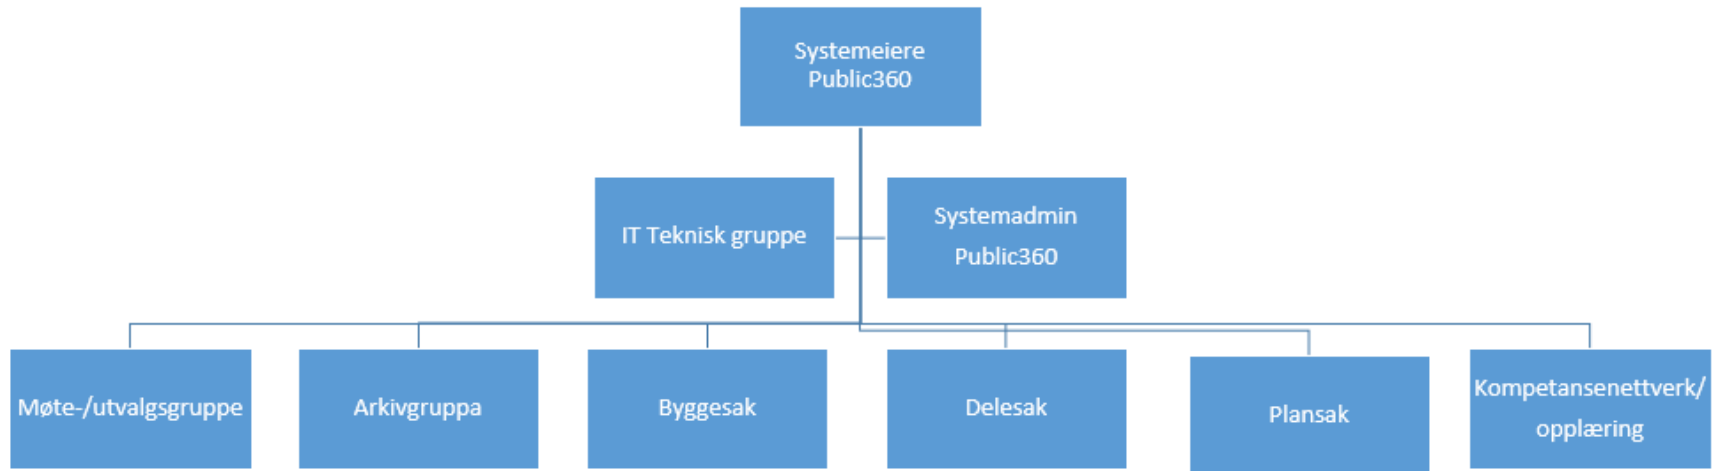 Systemeiere
Public360
IT Teknisk gruppe
Systemadmin
Public360
Møte-/utvalgsgruppe
Arkivgruppa
Byggesak
Delesak
Plansak
Kompetansenettverk/
opplæring